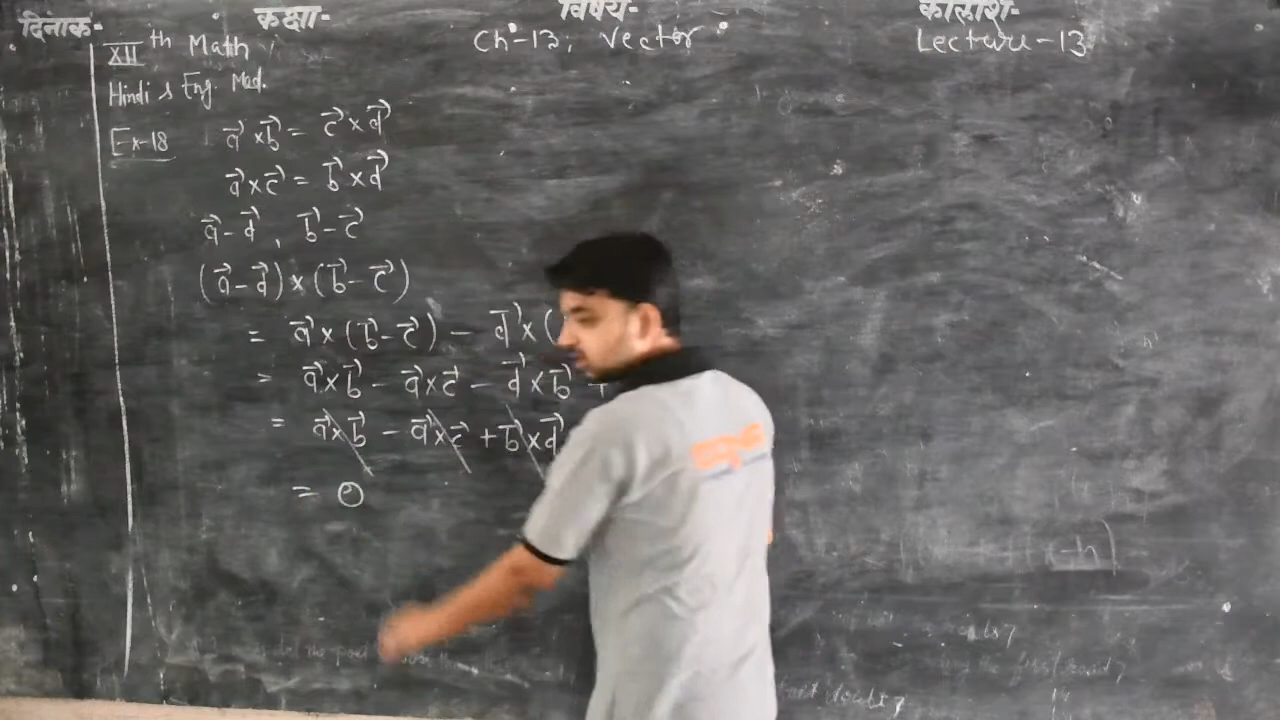 दिनाक- कक्षा- विषय- कालांश-
XII th Math Ch-13, Vector Lecture-13
Hindi & Eng. Med.
Ex-18 a⃗ × b⃗ = c⃗ × d⃗
a⃗ × c⃗ = b⃗ × d⃗
a⃗ - d⃗ , b⃗ - c⃗
(a⃗ - d⃗) × (b⃗ - c⃗)
= a⃗ × (b⃗ - c⃗) - d⃗ × (
= a⃗ × b⃗ - a⃗ × c⃗ - d⃗ × b⃗ +
= a⃗ × b⃗ - a⃗ × c⃗ + b⃗ × d⃗
= 0